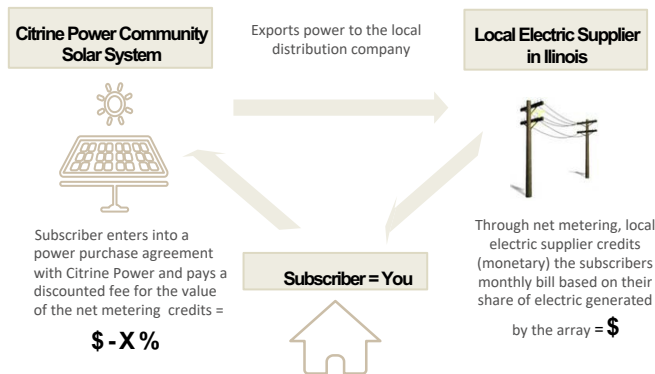 Citrine Power Community
Solar System
Exports power to the local
distribution company
Local Electric Supplier
in Ilinois
Subscriber enters into a
power purchase agreement
with Citrine Power and pays a
discounted fee for the value
of the net metering credits =
$ - X %
Subscriber = You
Through net metering, local
electric supplier credits
(monetary) the subscribers
monthly bill based on their
share of electric generated
by the array = $